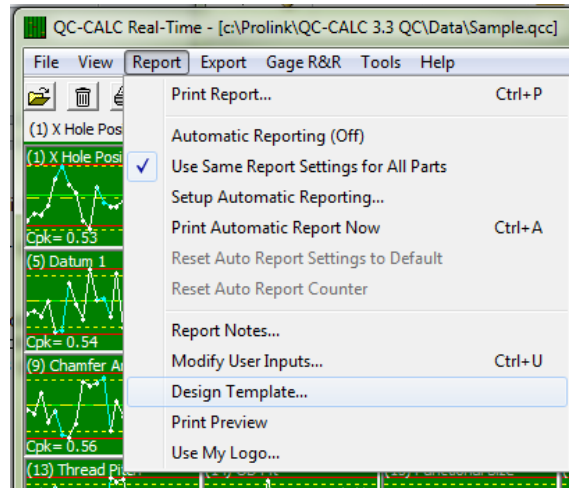 QC-CALC Real-Time - [c:\Prolink\QC-CALC 3.3 QC\Data\Sample.qcc]
File View Report Export Gage R&R Tools Help
Print Report... Ctrl+P
(1) X Hole Pos
Automatic Reporting (Off)
(1) X Hole Posi
Use Same Report Settings for All Parts
Setup Automatic Reporting...
Print Automatic Report Now Ctrl+A
Cpk= 0.53
(5) Datum 1
Reset Auto Report Settings to Default
Reset Auto Report Counter
Report Notes...
Cpk= 0.54
(9) Chamfer A
Modify User Inputs... Ctrl+U
Design Template...
Print Preview
Cpk= 0.56
Use My Logo...
(13) Thread Pitch